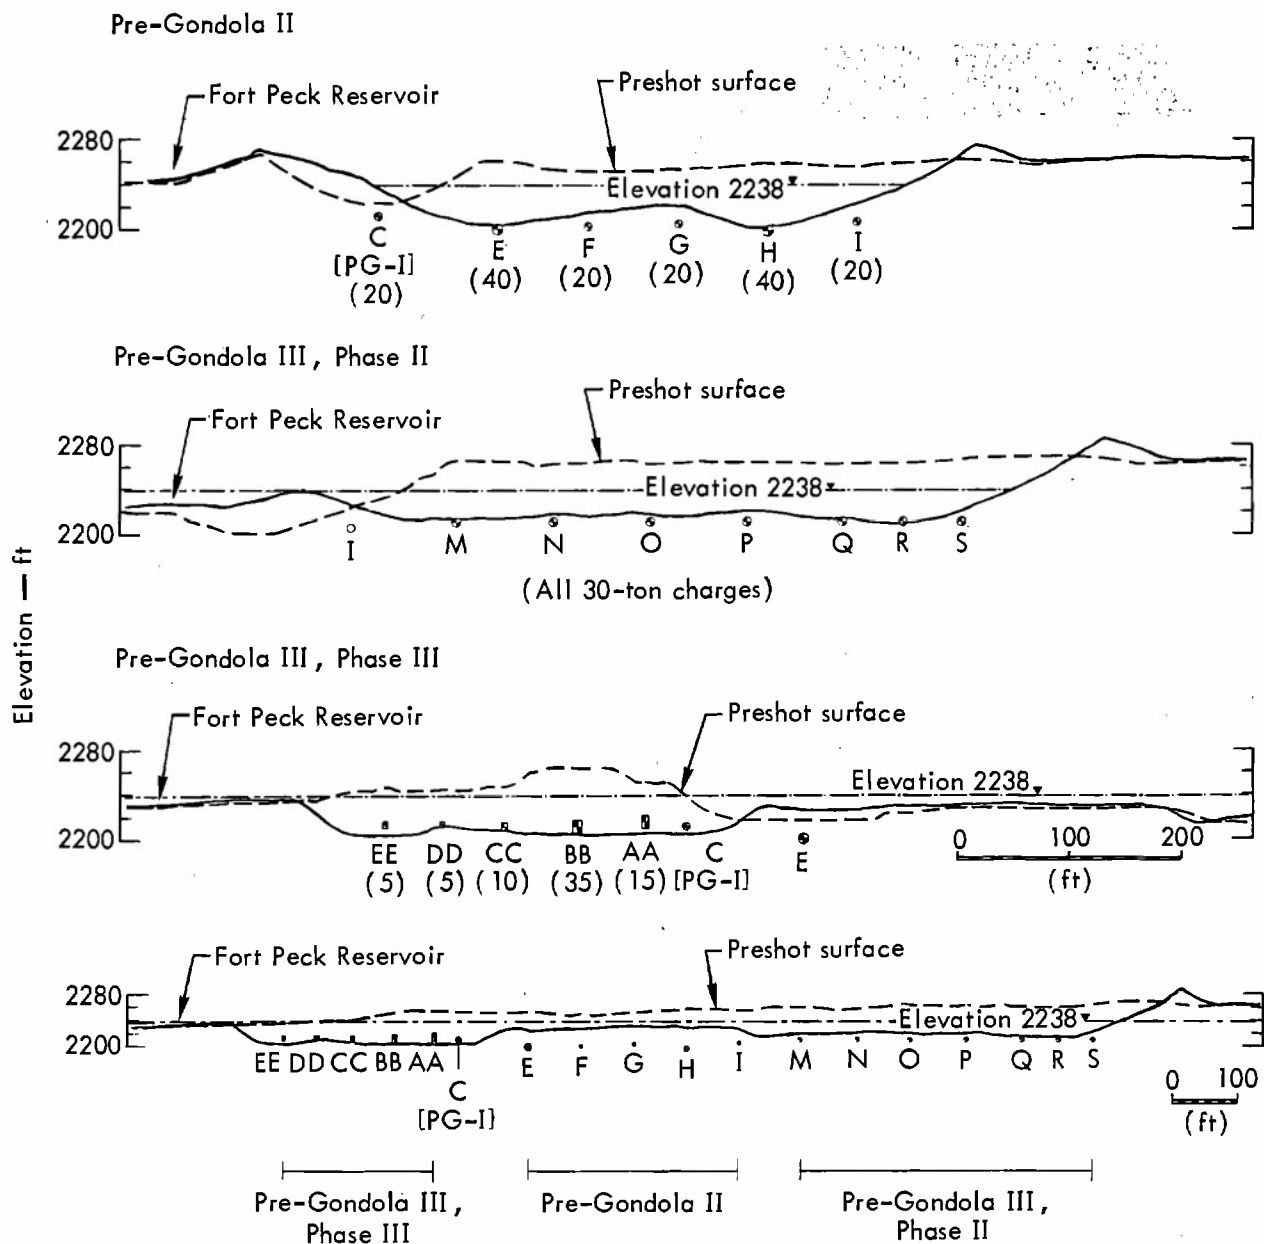 Pre-Gondola II
Fort Peck Reservoir
Preshot surface
2280
Elevation 2238
2200
C E F G H I
[PG-I] (40) (20) (20) (40) (20)
(20)
Pre-Gondola III, Phase II
Preshot surface
Fort Peck Reservoir
2280
Elevation 2238
2200
I M N O P Q R S
(All 30-ton charges)
Elevation — ft
Pre-Gondola III, Phase III
Fort Peck Reservoir
Preshot surface
2280
Elevation 2238
2200
0 100 200
(ft)
EE DD CC BB AA C E
(5) (5) (10) (35) (15) [PG-I]
Fort Peck Reservoir
Preshot surface
2280
Elevation 2238
2200
EE DD CC BB AA E F G H I M N O P Q R S
C
[PG-I]
0 100
(ft)
Pre-Gondola III,
Phase III
Pre-Gondola II
Pre-Gondola III,
Phase II